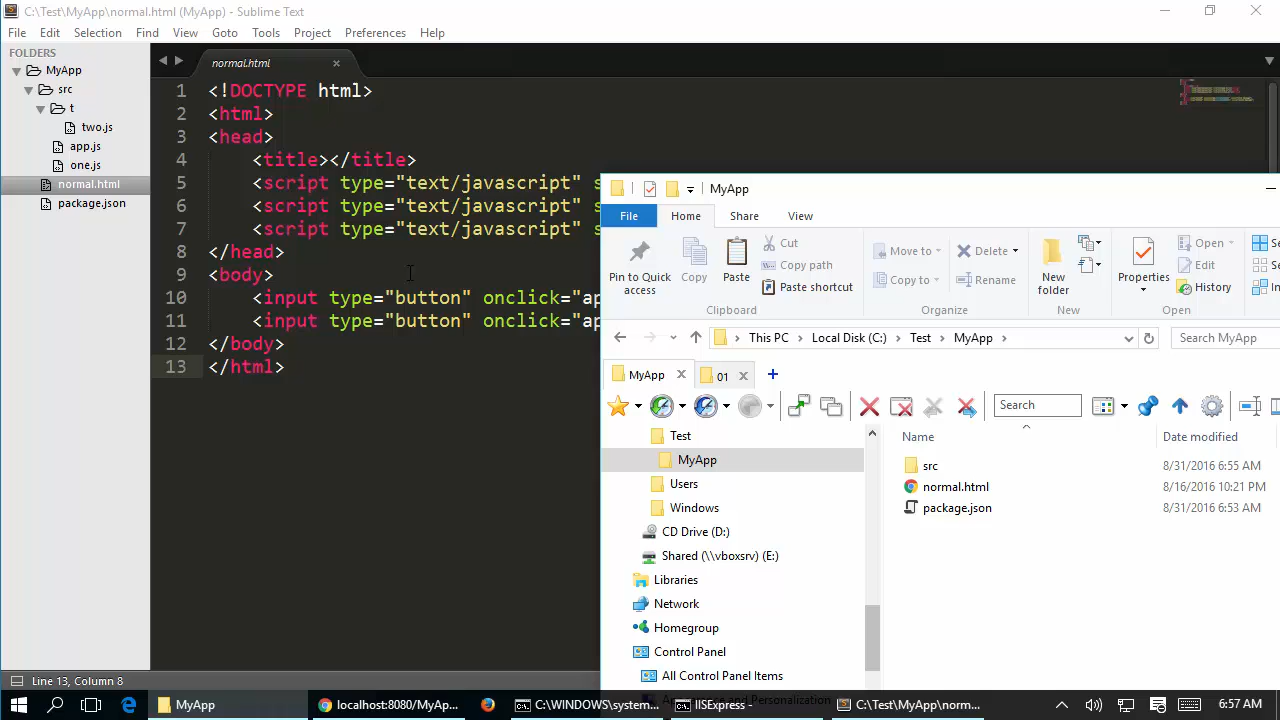 C:\Test\MyApp\normal.html (MyApp) - Sublime Text
File Edit Selection Find View Goto Tools Project Preferences Help
FOLDERS
MyApp
src
t
two.js
app.js
one.js
normal.html
package.json
normal.html
1 <!DOCTYPE html>
2 <html>
3 <head>
4 <title></title>
5 <script type="text/javascript" s
6 <script type="text/javascript" s
7 <script type="text/javascript" s
8 </head>
9 <body>
10 <input type="button" onclick="ap
11 <input type="button" onclick="ap
12 </body>
13 </html>
MyApp
File Home Share View
Pin to Quick access
Copy
Paste
Cut
Copy path
Paste shortcut
Clipboard
Move to
Copy to
Delete
Rename
Organize
New folder
New
Properties
Open
Edit
History
Open
Se
Se
In
This PC Local Disk (C:) Test MyApp
Search MyApp
MyApp 01
Search
Test
MyApp
Users
Windows
CD Drive (D:)
Shared (\\vboxsrv) (E:)
Libraries
Network
Homegroup
Control Panel
All Control Panel Items
Appearance and Personalization
Name Date modified
src 8/31/2016 6:55 AM
normal.html 8/16/2016 10:21 PM
package.json 8/31/2016 6:53 AM
Line 13, Column 8
MyApp localhost:8080/MyAp... C:\WINDOWS\system... IISExpress - C:\Test\MyApp\norm... 6:57 AM